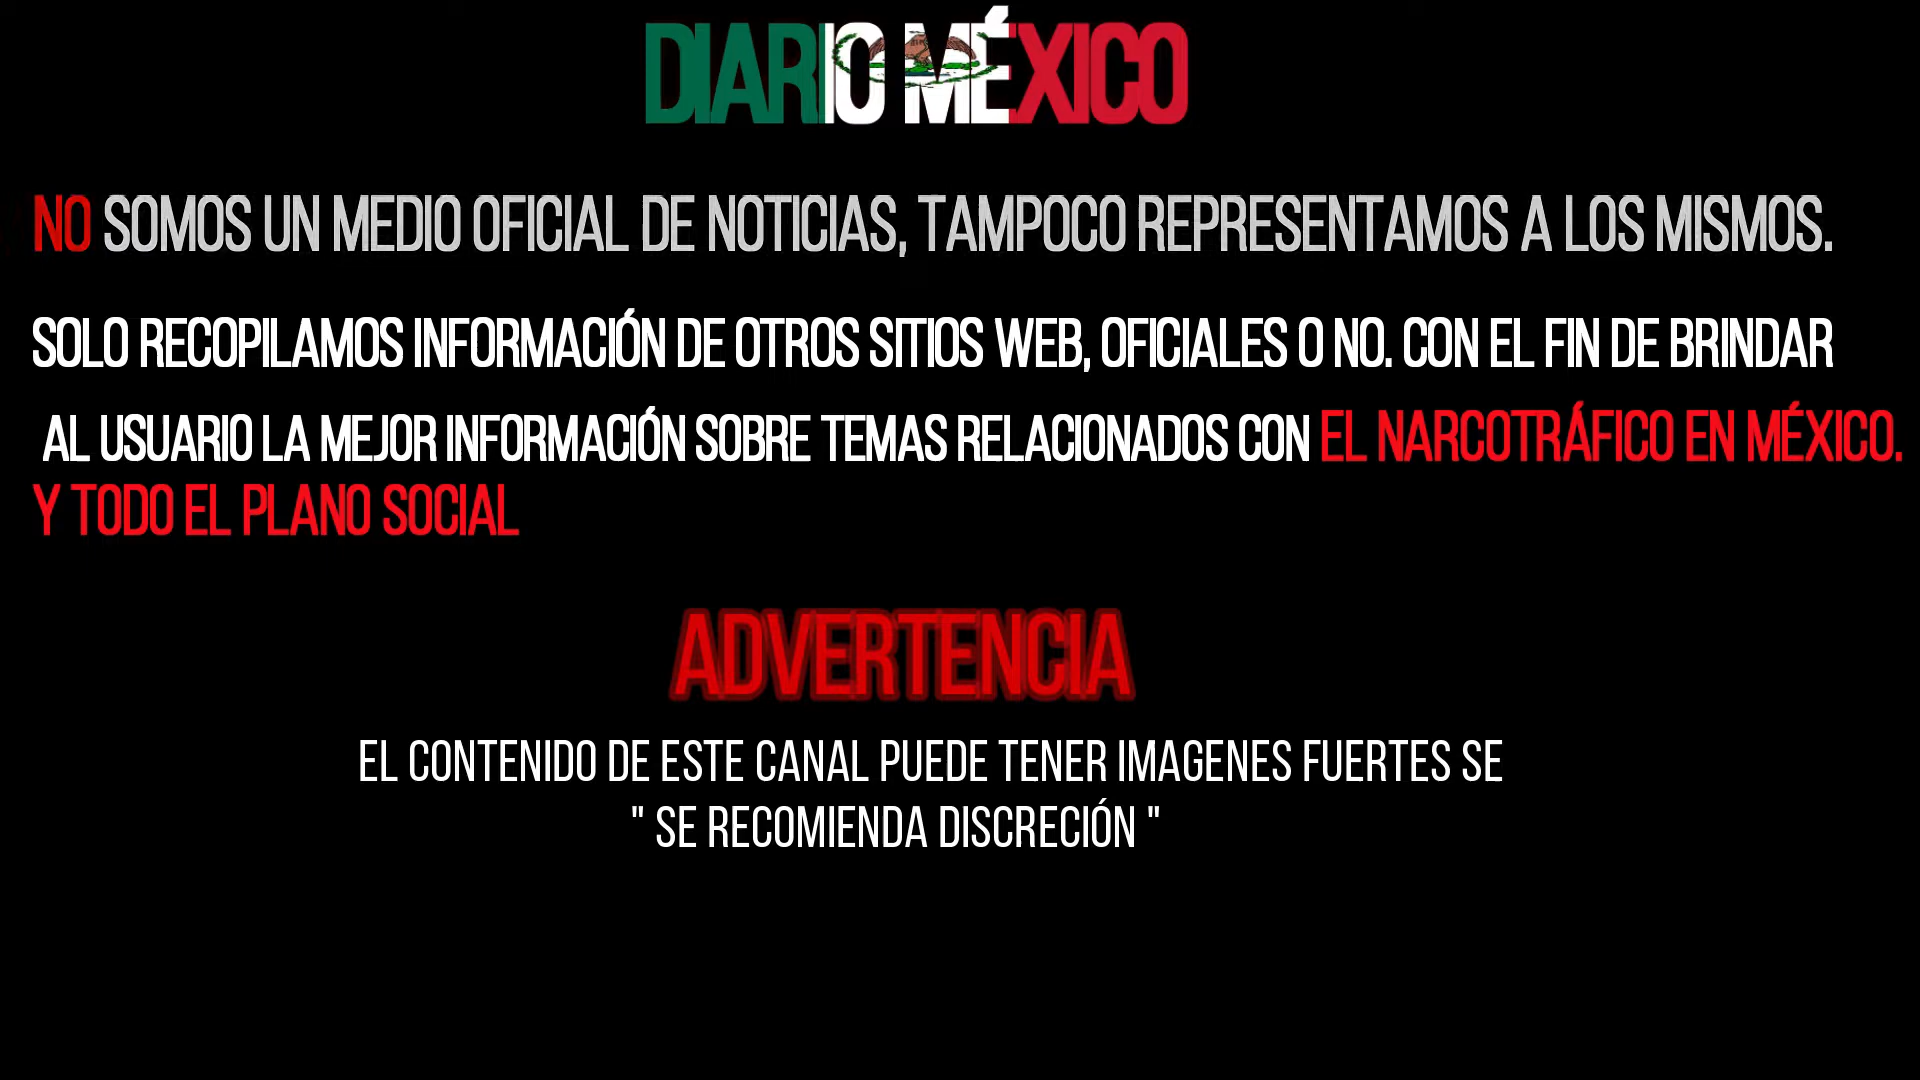 DIARIO MÉXICO
NO SOMOS UN MEDIO OFICIAL DE NOTICIAS, TAMPOCO REPRESENTAMOS A LOS MISMOS.
SOLO RECOPILAMOS INFORMACIÓN DE OTROS SITIOS WEB, OFICIALES O NO. CON EL FIN DE BRINDAR
AL USUARIO LA MEJOR INFORMACIÓN SOBRE TEMAS RELACIONADOS CON EL NARCOTRÁFICO EN MÉXICO.
Y TODO EL PLANO SOCIAL
ADVERTENCIA
EL CONTENIDO DE ESTE CANAL PUEDE TENER IMAGENES FUERTES SE
" SE RECOMIENDA DISCRECIÓN "